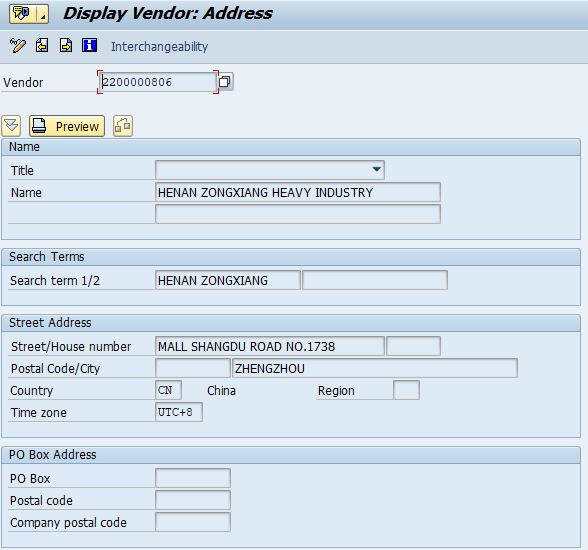 Display Vendor: Address
Interchangeability
Vendor 2200000806
Preview
Name
Title
Name HENAN ZONGXIANG HEAVY INDUSTRY
Search Terms
Search term 1/2 HENAN ZONGXIANG
Street Address
Street/House number MALL SHANGDU ROAD NO.1738
Postal Code/City ZHENGZHOU
Country CN China Region
Time zone UTC+8
PO Box Address
PO Box
Postal code
Company postal code